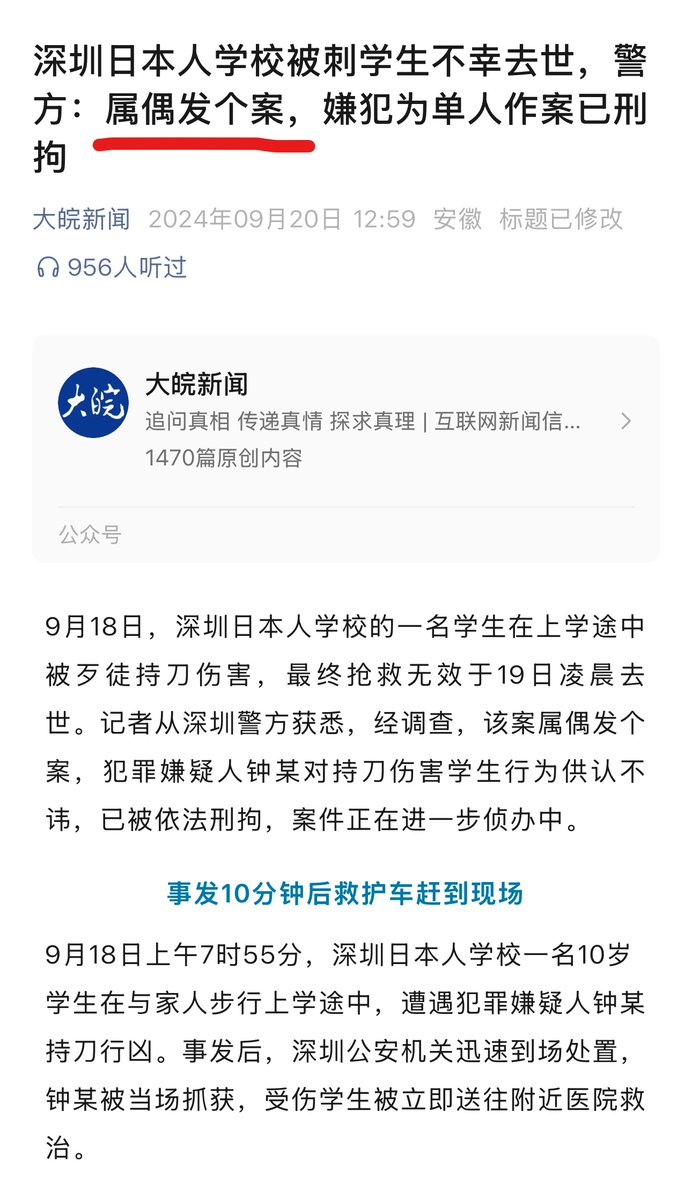 深圳日本人学校被刺学生不幸去世，警
方：属偶发个案，嫌犯为单人作案已刑
拘
大皖新闻 2024年09月20日 12:59 安徽 标题已修改
956人听过
大皖
大皖新闻
追问真相 传递真情 探求真理 | 互联网新闻信...
1470篇原创内容
公众号
9月18日，深圳日本人学校的一名学生在上学途中
被歹徒持刀伤害，最终抢救无效于19日凌晨去
世。记者从深圳警方获悉，经调查，该案属偶发个
案，犯罪嫌疑人钟某对持刀伤害学生行为供认不
讳，已被依法刑拘，案件正在进一步侦办中。
事发10分钟后救护车赶到现场
9月18日上午7时55分，深圳日本人学校一名10岁
学生在与家人步行上学途中，遭遇犯罪嫌疑人钟某
持刀行凶。事发后，深圳公安机关迅速到场处置，
钟某被当场抓获，受伤学生被立即送往附近医院救
治。